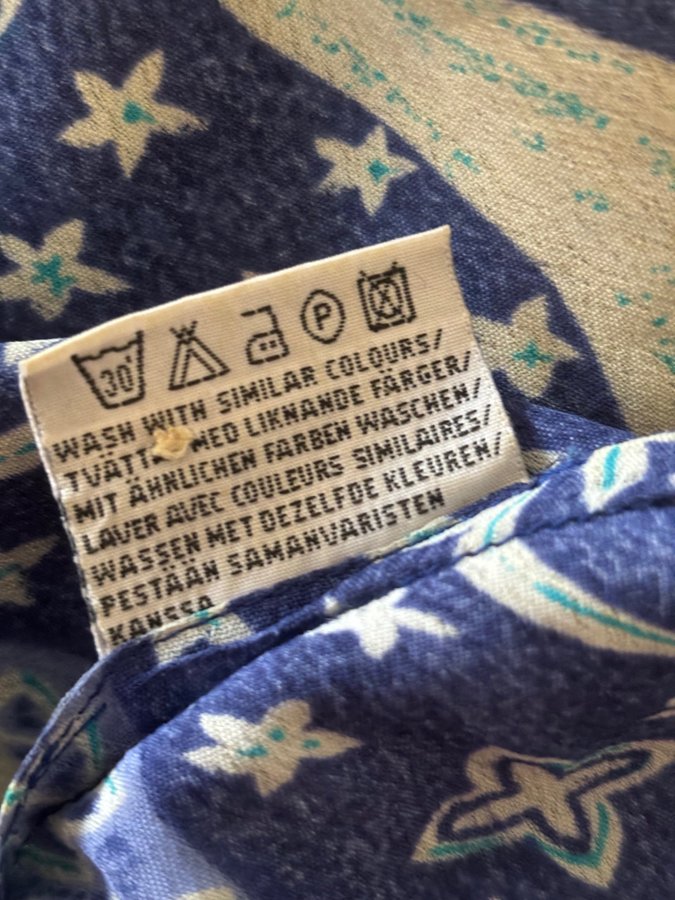 30° P
WASH WITH SIMILAR COLOURS/
TVÄTTA MED LIKNANDE FÄRGER/
MIT ÄHNLICHEN FARBEN WASCHEN/
LAVER AVEC COULEURS SIMILAIRES/
WASSEN MET DEZELFDE KLEUREN/
PESTÄÄN SAMANVARISTEN
KANSSA